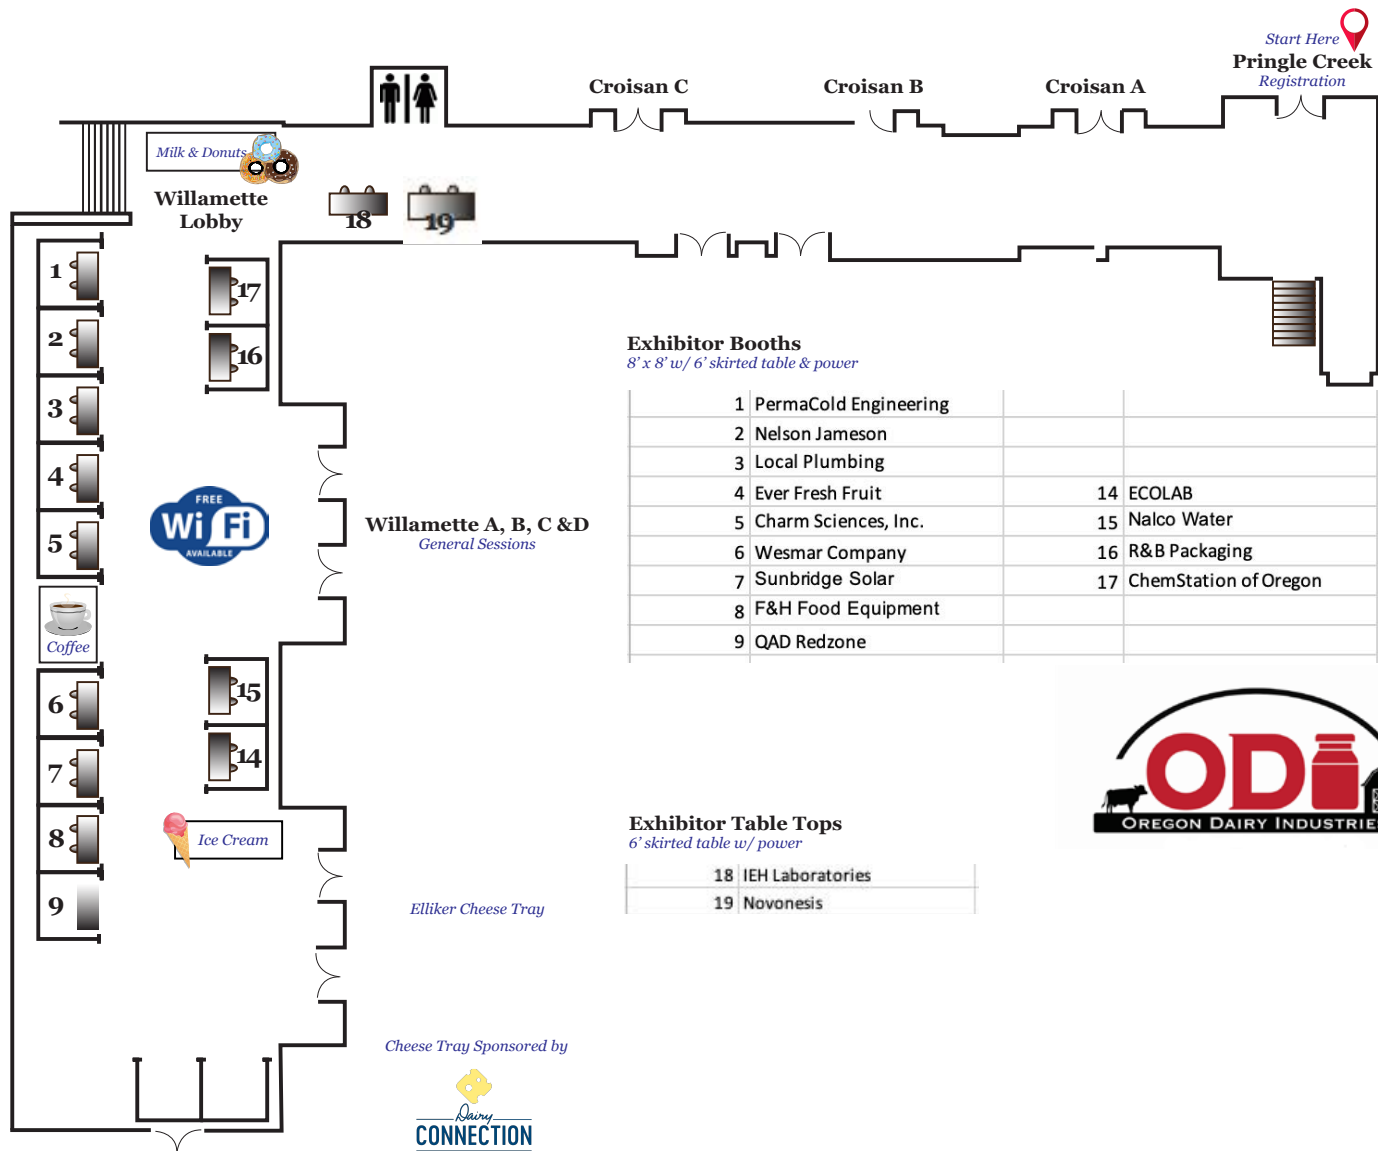 Start Here
Pringle Creek
Registration
Croisan C
Croisan B
Croisan A
Milk & Donuts
Willamette
Lobby
18
19
1
2
3
4
5
17
16
FREE
Wi Fi
AVAILABLE
Coffee
6
7
8
9
15
14
Ice Cream
Willamette A, B, C &D
General Sessions
Elliker Cheese Tray
Cheese Tray Sponsored by
Dairy
CONNECTION
Exhibitor Booths
8' x 8' w/ 6' skirted table & power
1 PermaCold Engineering
2 Nelson Jameson
3 Local Plumbing
4 Ever Fresh Fruit 14 ECOLAB
5 Charm Sciences, Inc. 15 Nalco Water
6 Wesmar Company 16 R&B Packaging
7 Sunbridge Solar 17 ChemStation of Oregon
8 F&H Food Equipment
9 QAD Redzone
OD
OREGON DAIRY INDUSTRIE
Exhibitor Table Tops
6' skirted table w/ power
18 IEH Laboratories
19 Novonesis